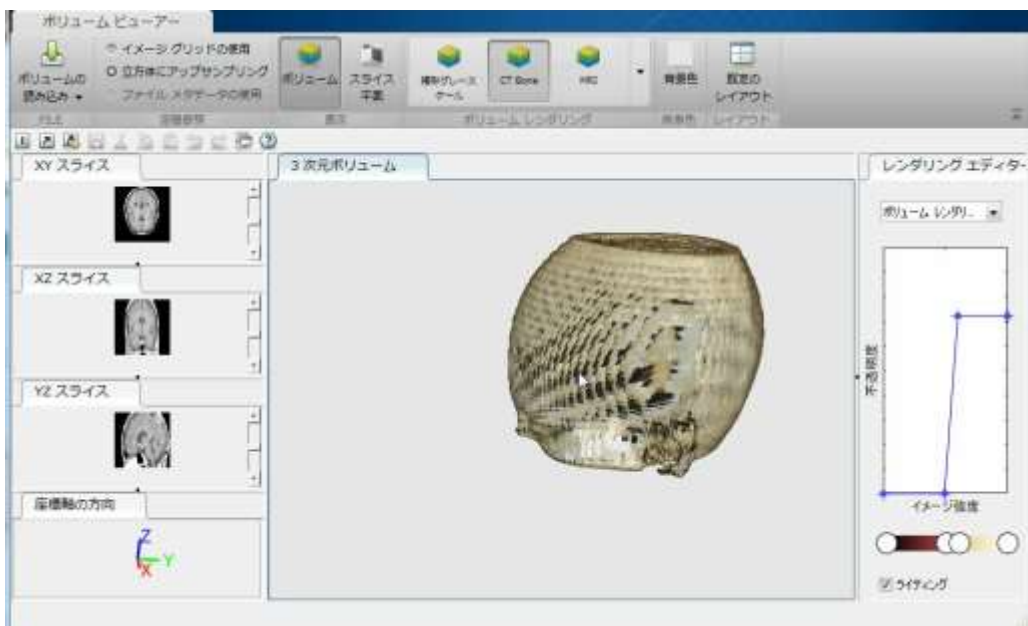 ボリューム ビューアー
ボリュームの
読み込み
イメージ グリッドの使用
立方体にアップサンプリング
ファイル メタデータの使用
ボリューム
スライス
平面
CT Bone
背景色
既定の
レイアウト
FILE
表示
ボリューム レンダリング
背景色
レイアウト
XY スライス
XZ スライス
YZ スライス
座標軸の方向
Z
Y
X
3 次元ボリューム
レンダリング エディター
ボリューム レンダリ...
不透明度
イメージ強度
ライティング